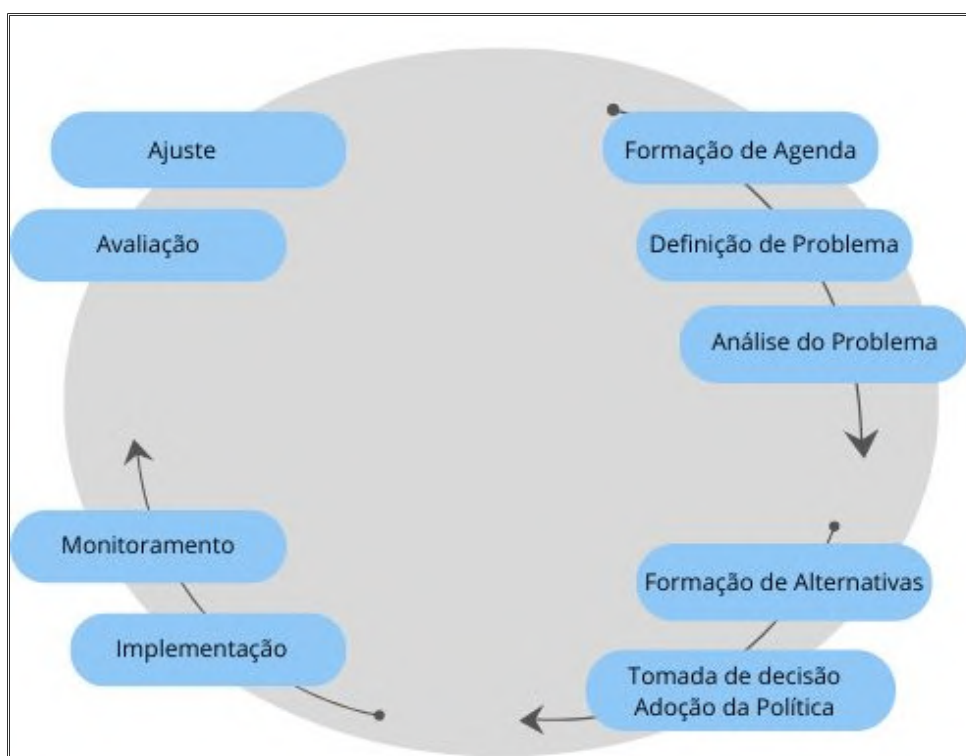 Formação de Agenda
Definição de Problema
Análise do Problema
Formação de Alternativas
Tomada de decisão
Adoção da Política
Implementação
Monitoramento
Avaliação
Ajuste